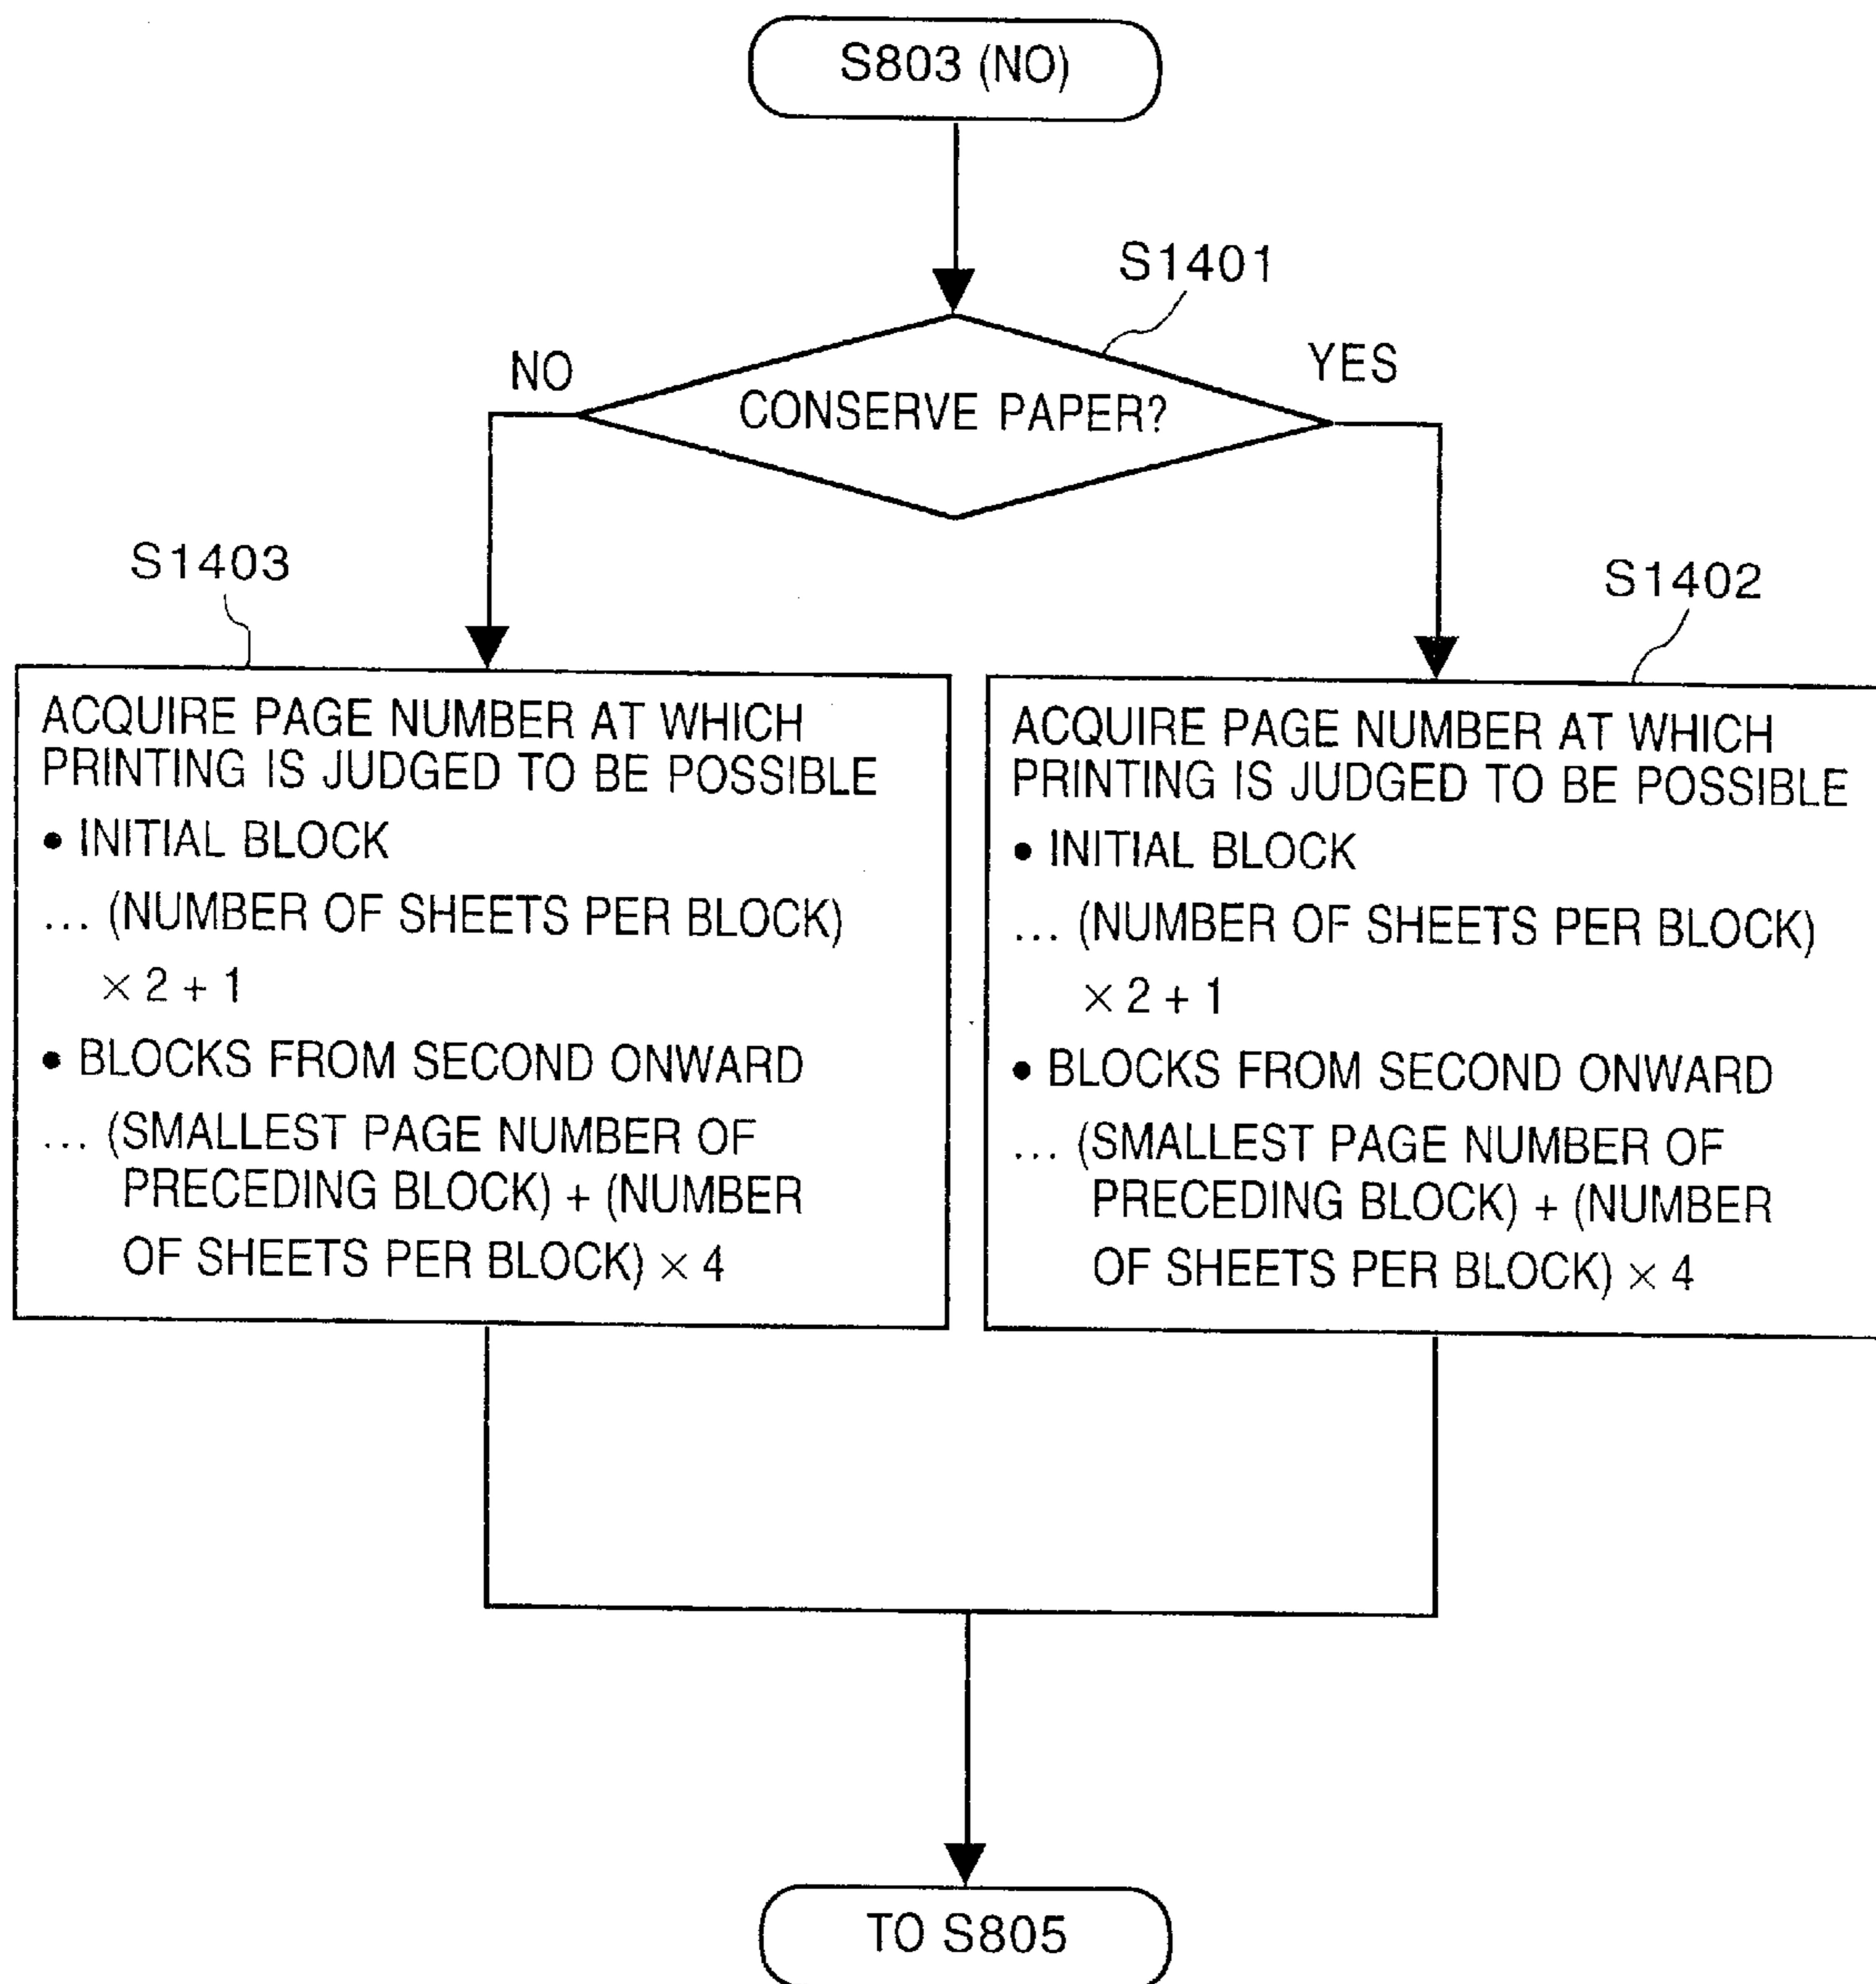 S803 (NO)
S1401
NO
YES
CONSERVE PAPER?
S1403
S1402
ACQUIRE PAGE NUMBER AT WHICH
PRINTING IS JUDGED TO BE POSSIBLE
• INITIAL BLOCK
... (NUMBER OF SHEETS PER BLOCK)
× 2 + 1
• BLOCKS FROM SECOND ONWARD
... (SMALLEST PAGE NUMBER OF
PRECEDING BLOCK) + (NUMBER
OF SHEETS PER BLOCK) × 4
ACQUIRE PAGE NUMBER AT WHICH
PRINTING IS JUDGED TO BE POSSIBLE
• INITIAL BLOCK
... (NUMBER OF SHEETS PER BLOCK)
× 2 + 1
• BLOCKS FROM SECOND ONWARD
... (SMALLEST PAGE NUMBER OF
PRECEDING BLOCK) + (NUMBER
OF SHEETS PER BLOCK) × 4
TO S805